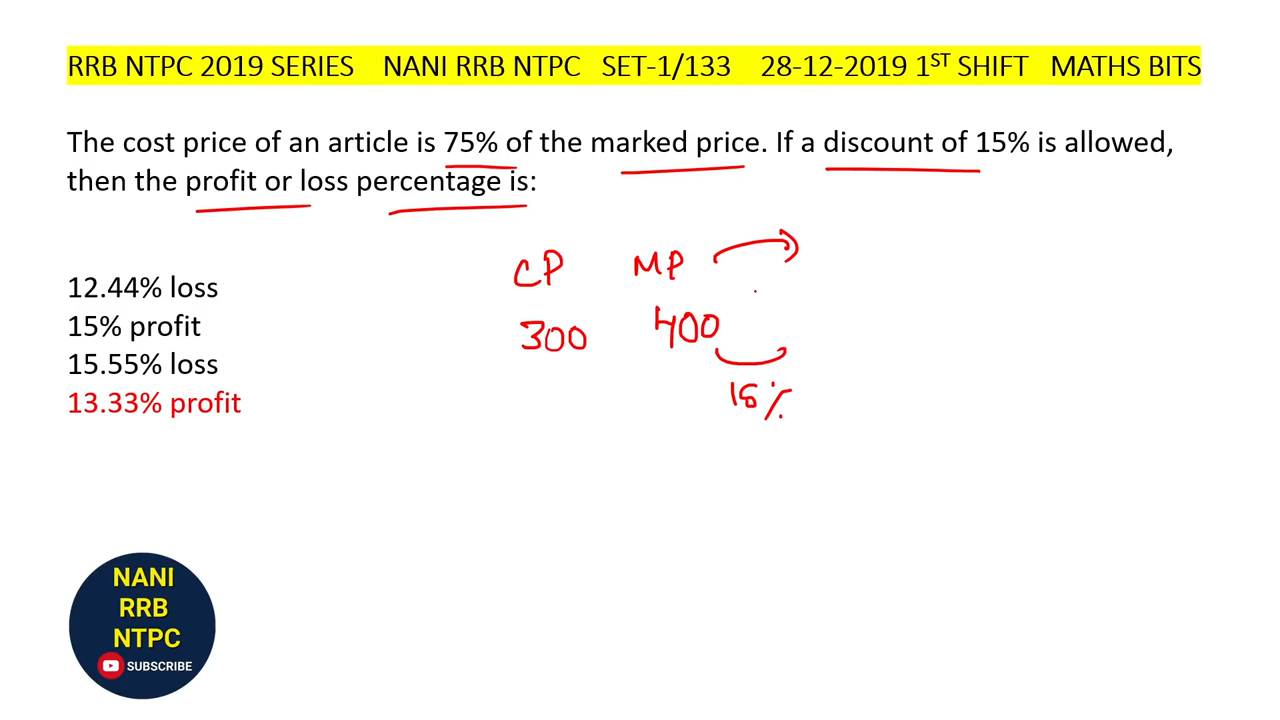 RRB NTPC 2019 SERIES NANI RRB NTPC SET-1/133 28-12-2019 1ST SHIFT MATHS BITS
The cost price of an article is 75% of the marked price. If a discount of 15% is allowed,
then the profit or loss percentage is:
CP MP
12.44% loss
300 400
15% profit
15.55% loss
15%
13.33% profit
NANI
RRB
NTPC
SUBSCRIBE